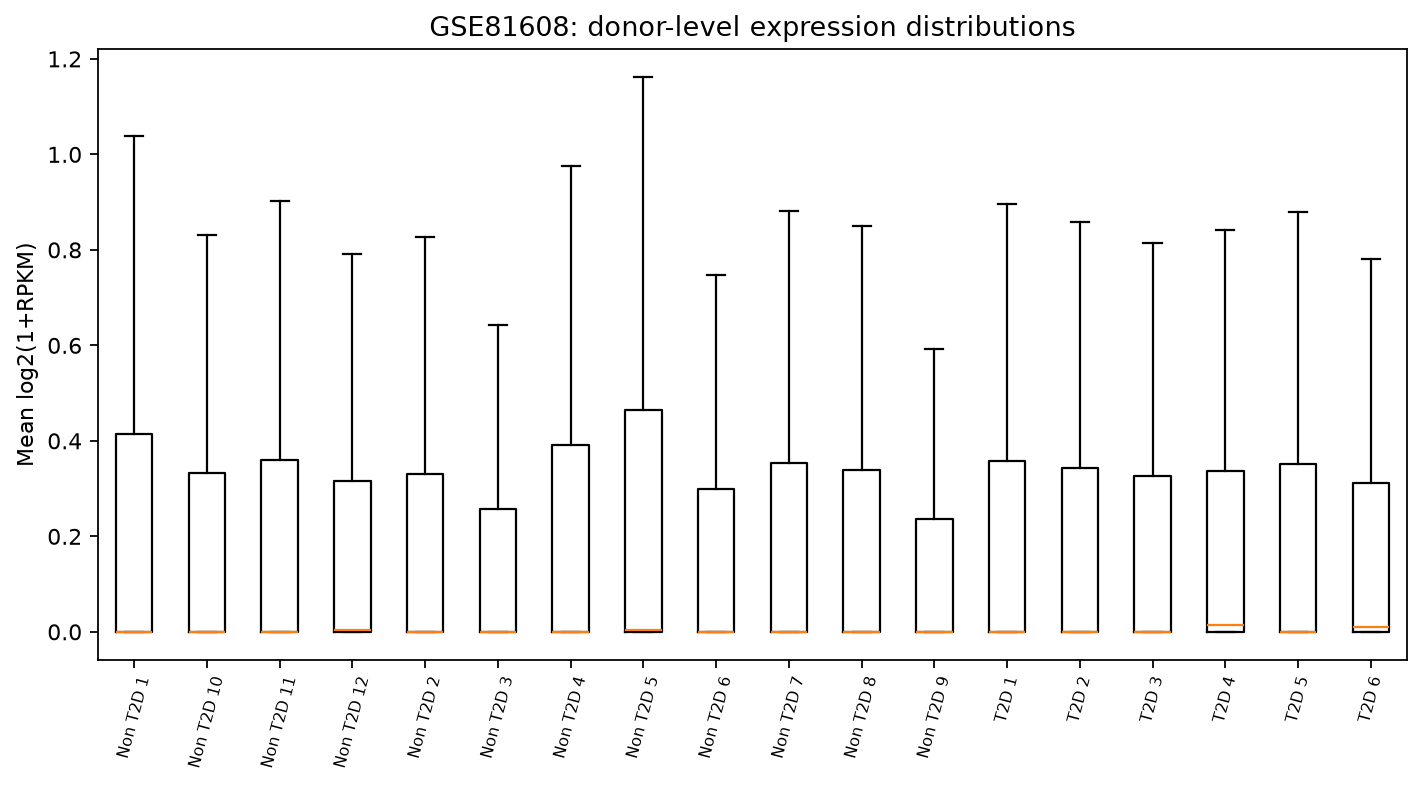 GSE81608: donor-level expression distributions
Mean log2(1+RPKM)
1.2
1.0
0.8
0.6
0.4
0.2
0.0
Non T2D 1
Non T2D 10
Non T2D 11
Non T2D 12
Non T2D 2
Non T2D 3
Non T2D 4
Non T2D 5
Non T2D 6
Non T2D 7
Non T2D 8
Non T2D 9
T2D 1
T2D 2
T2D 3
T2D 4
T2D 5
T2D 6